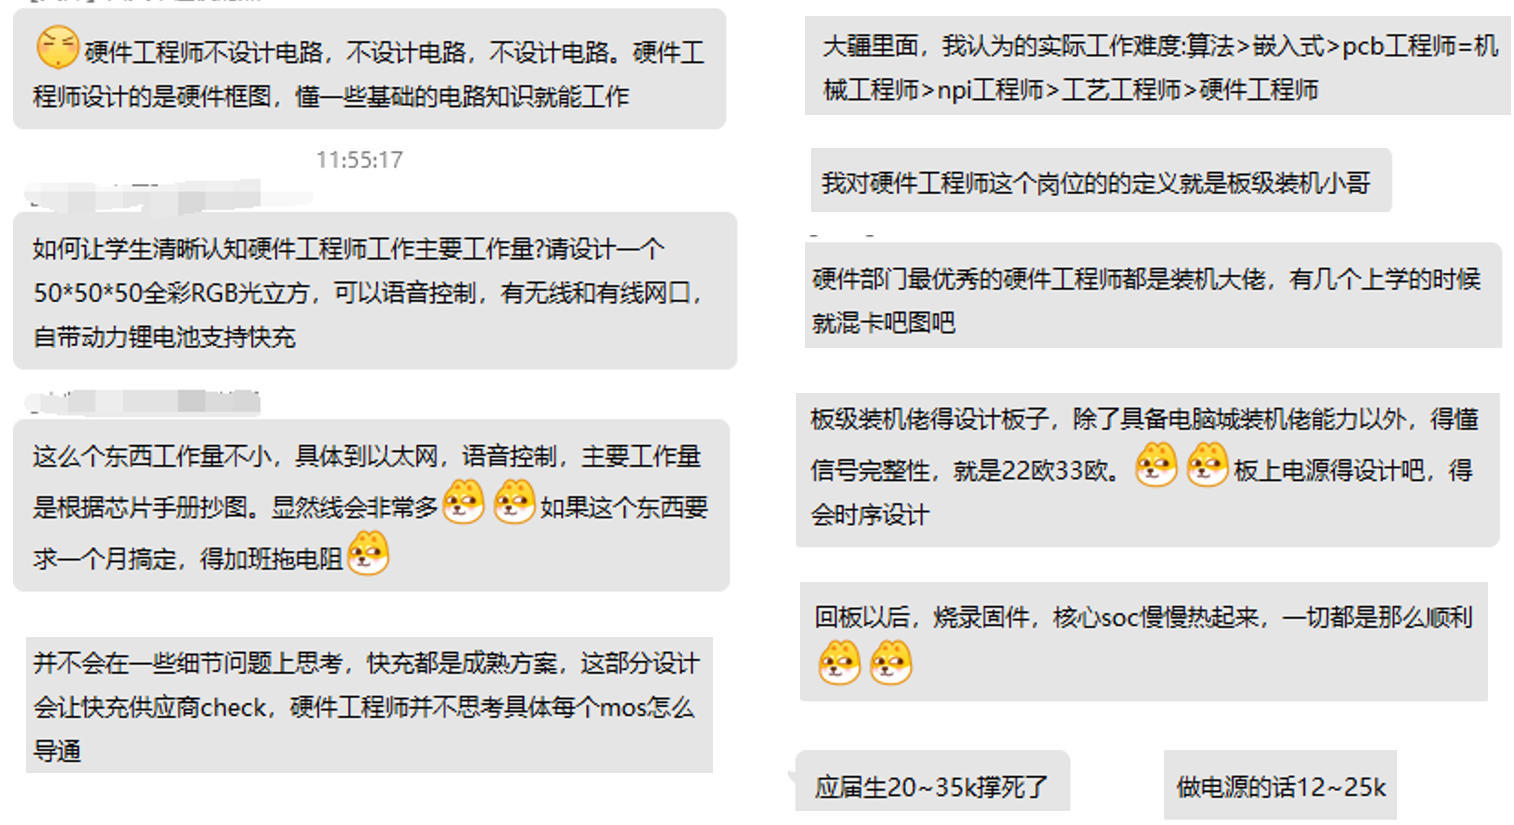 硬件工程师不设计电路，不设计电路，不设计电路。硬件工
程师设计的是硬件框图，懂一些基础的电路知识就能工作
11:55:17
如何让学生清晰认知硬件工程师工作主要工作量?请设计一个
50*50*50全彩RGB光立方，可以语音控制，有无线和有线网口，
自带动力锂电池支持快充
这么个东西工作量不小，具体到以太网，语音控制，主要工作量
是根据芯片手册抄图。显然线会非常多如果这个东西要
求一个月搞定，得加班拖电阻
并不会在一些细节问题上思考，快充都是成熟方案，这部分设计
会让快充供应商check，硬件工程师并不思考具体每个mos怎么
导通
大疆里面，我认为的实际工作难度:算法>嵌入式>pcb工程师=机
械工程师>npi工程师>工艺工程师>硬件工程师
我对硬件工程师这个岗位的的定义就是板级装机小哥
硬件部门最优秀的硬件工程师都是装机大佬，有几个上学的时候
就混卡吧图吧
板级装机佬得设计板子，除了具备电脑城装机佬能力以外，得懂
信号完整性，就是22欧33欧。板上电源得设计吧，得
会时序设计
回板以后，烧录固件，核心soc慢慢热起来，一切都是那么顺利
应届生20~35k撑死了
做电源的话12~25k